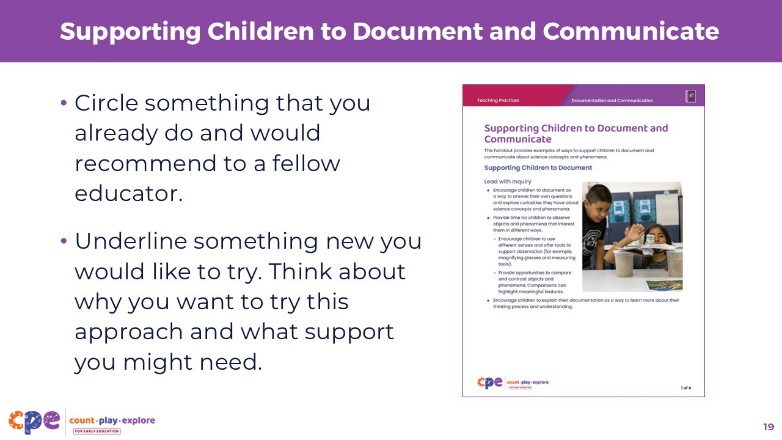 Supporting Children to Document and Communicate
• Circle something that you
already do and would
recommend to a fellow
educator.
• Underline something new you
would like to try. Think about
why you want to try this
approach and what support
you might need.
Teaching Practices
Documentation and Communication
Supporting Children to Document and
Communicate
This handout provides examples of ways to support children to document and
communicate about science concepts and phenomena.
Supporting Children to Document
Lead with Inquiry
• Encourage children to document as
a way to answer their own questions
and explore curiosities they have about
science concepts and phenomena.
• Provide time for children to observe
objects and phenomena that interest
them in different ways.
• Encourage children to use
different senses and offer tools to
support observation (for example,
magnifying glasses and measuring
tools).
• Provide opportunities to compare
and contrast objects and
phenomena. Comparisons can
highlight meaningful features.
• Encourage children to explain their documentation as a way to learn more about their
thinking process and understanding.
cpe count·play·explore
1 of 4
cpe count·play·explore
FOR EARLY EDUCATION
19